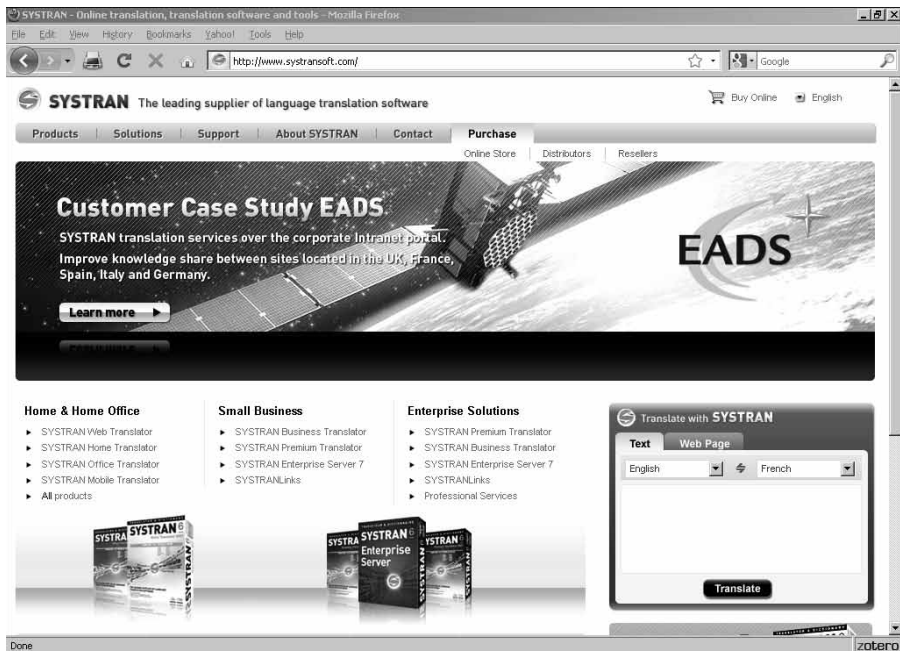 SYSTRAN - Online translation, translation software and tools - Mozilla Firefox
File Edit View History Bookmarks Yahoo! Tools Help
http://www.systransoft.com/
Google
SYSTRAN The leading supplier of language translation software
Buy Online English
Products Solutions Support About SYSTRAN Contact Purchase
Online Store Distributors Resellers
Customer Case Study EADS
SYSTRAN translation services over the corporate Intranet portal.
Improve knowledge share between sites located in the UK, France,
Spain, Italy and Germany.
EADS
Learn more
Home & Home Office
SYSTRAN Web Translator
SYSTRAN Home Translator
SYSTRAN Office Translator
SYSTRAN Mobile Translator
All products
Small Business
SYSTRAN Business Translator
SYSTRAN Premium Translator
SYSTRAN Enterprise Server 7
SYSTRANLinks
Enterprise Solutions
SYSTRAN Premium Translator
SYSTRAN Business Translator
SYSTRAN Enterprise Server 7
SYSTRANLinks
Professional Services
Translate with SYSTRAN
Text Web Page
English French
Translate
SYSTRAN 6
SYSTRAN
SYSTRAN 6
Enterprise
Server
SYSTRAN 6
Done
zotero